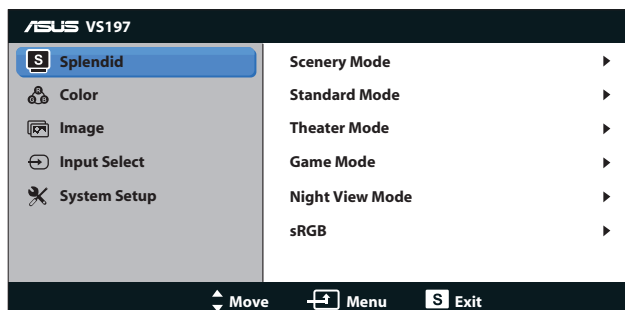 ASUS VS197
S Splendid
Color
Image
Input Select
System Setup
Scenery Mode
Standard Mode
Theater Mode
Game Mode
Night View Mode
sRGB
Move Menu S Exit